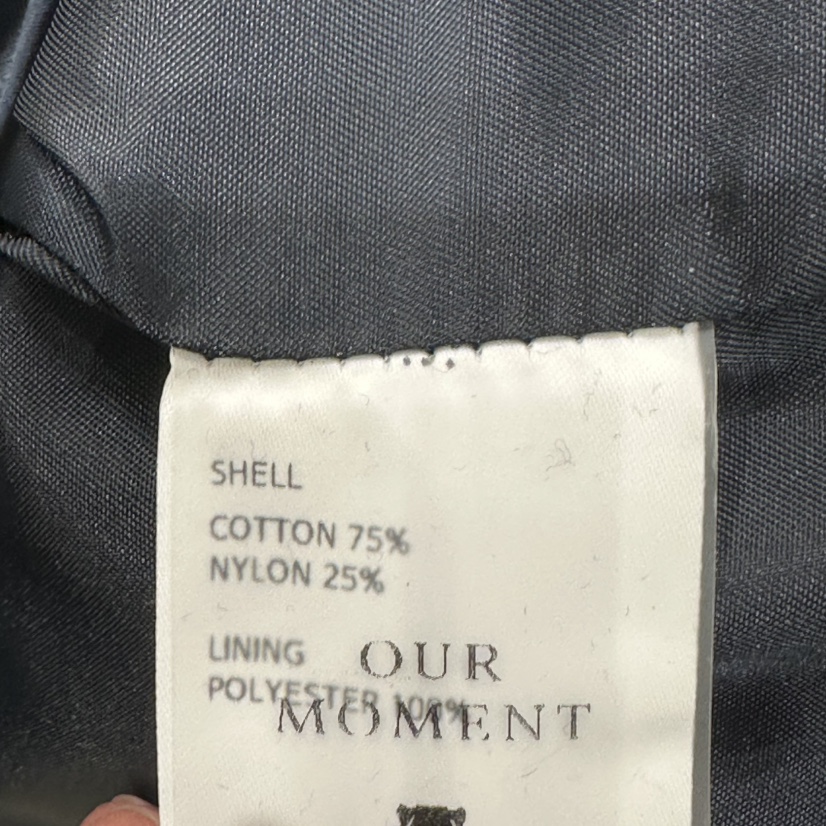 SHELL
COTTON 75%
NYLON 25%
LINING
POLYESTER 100%
OUR
MOMENT